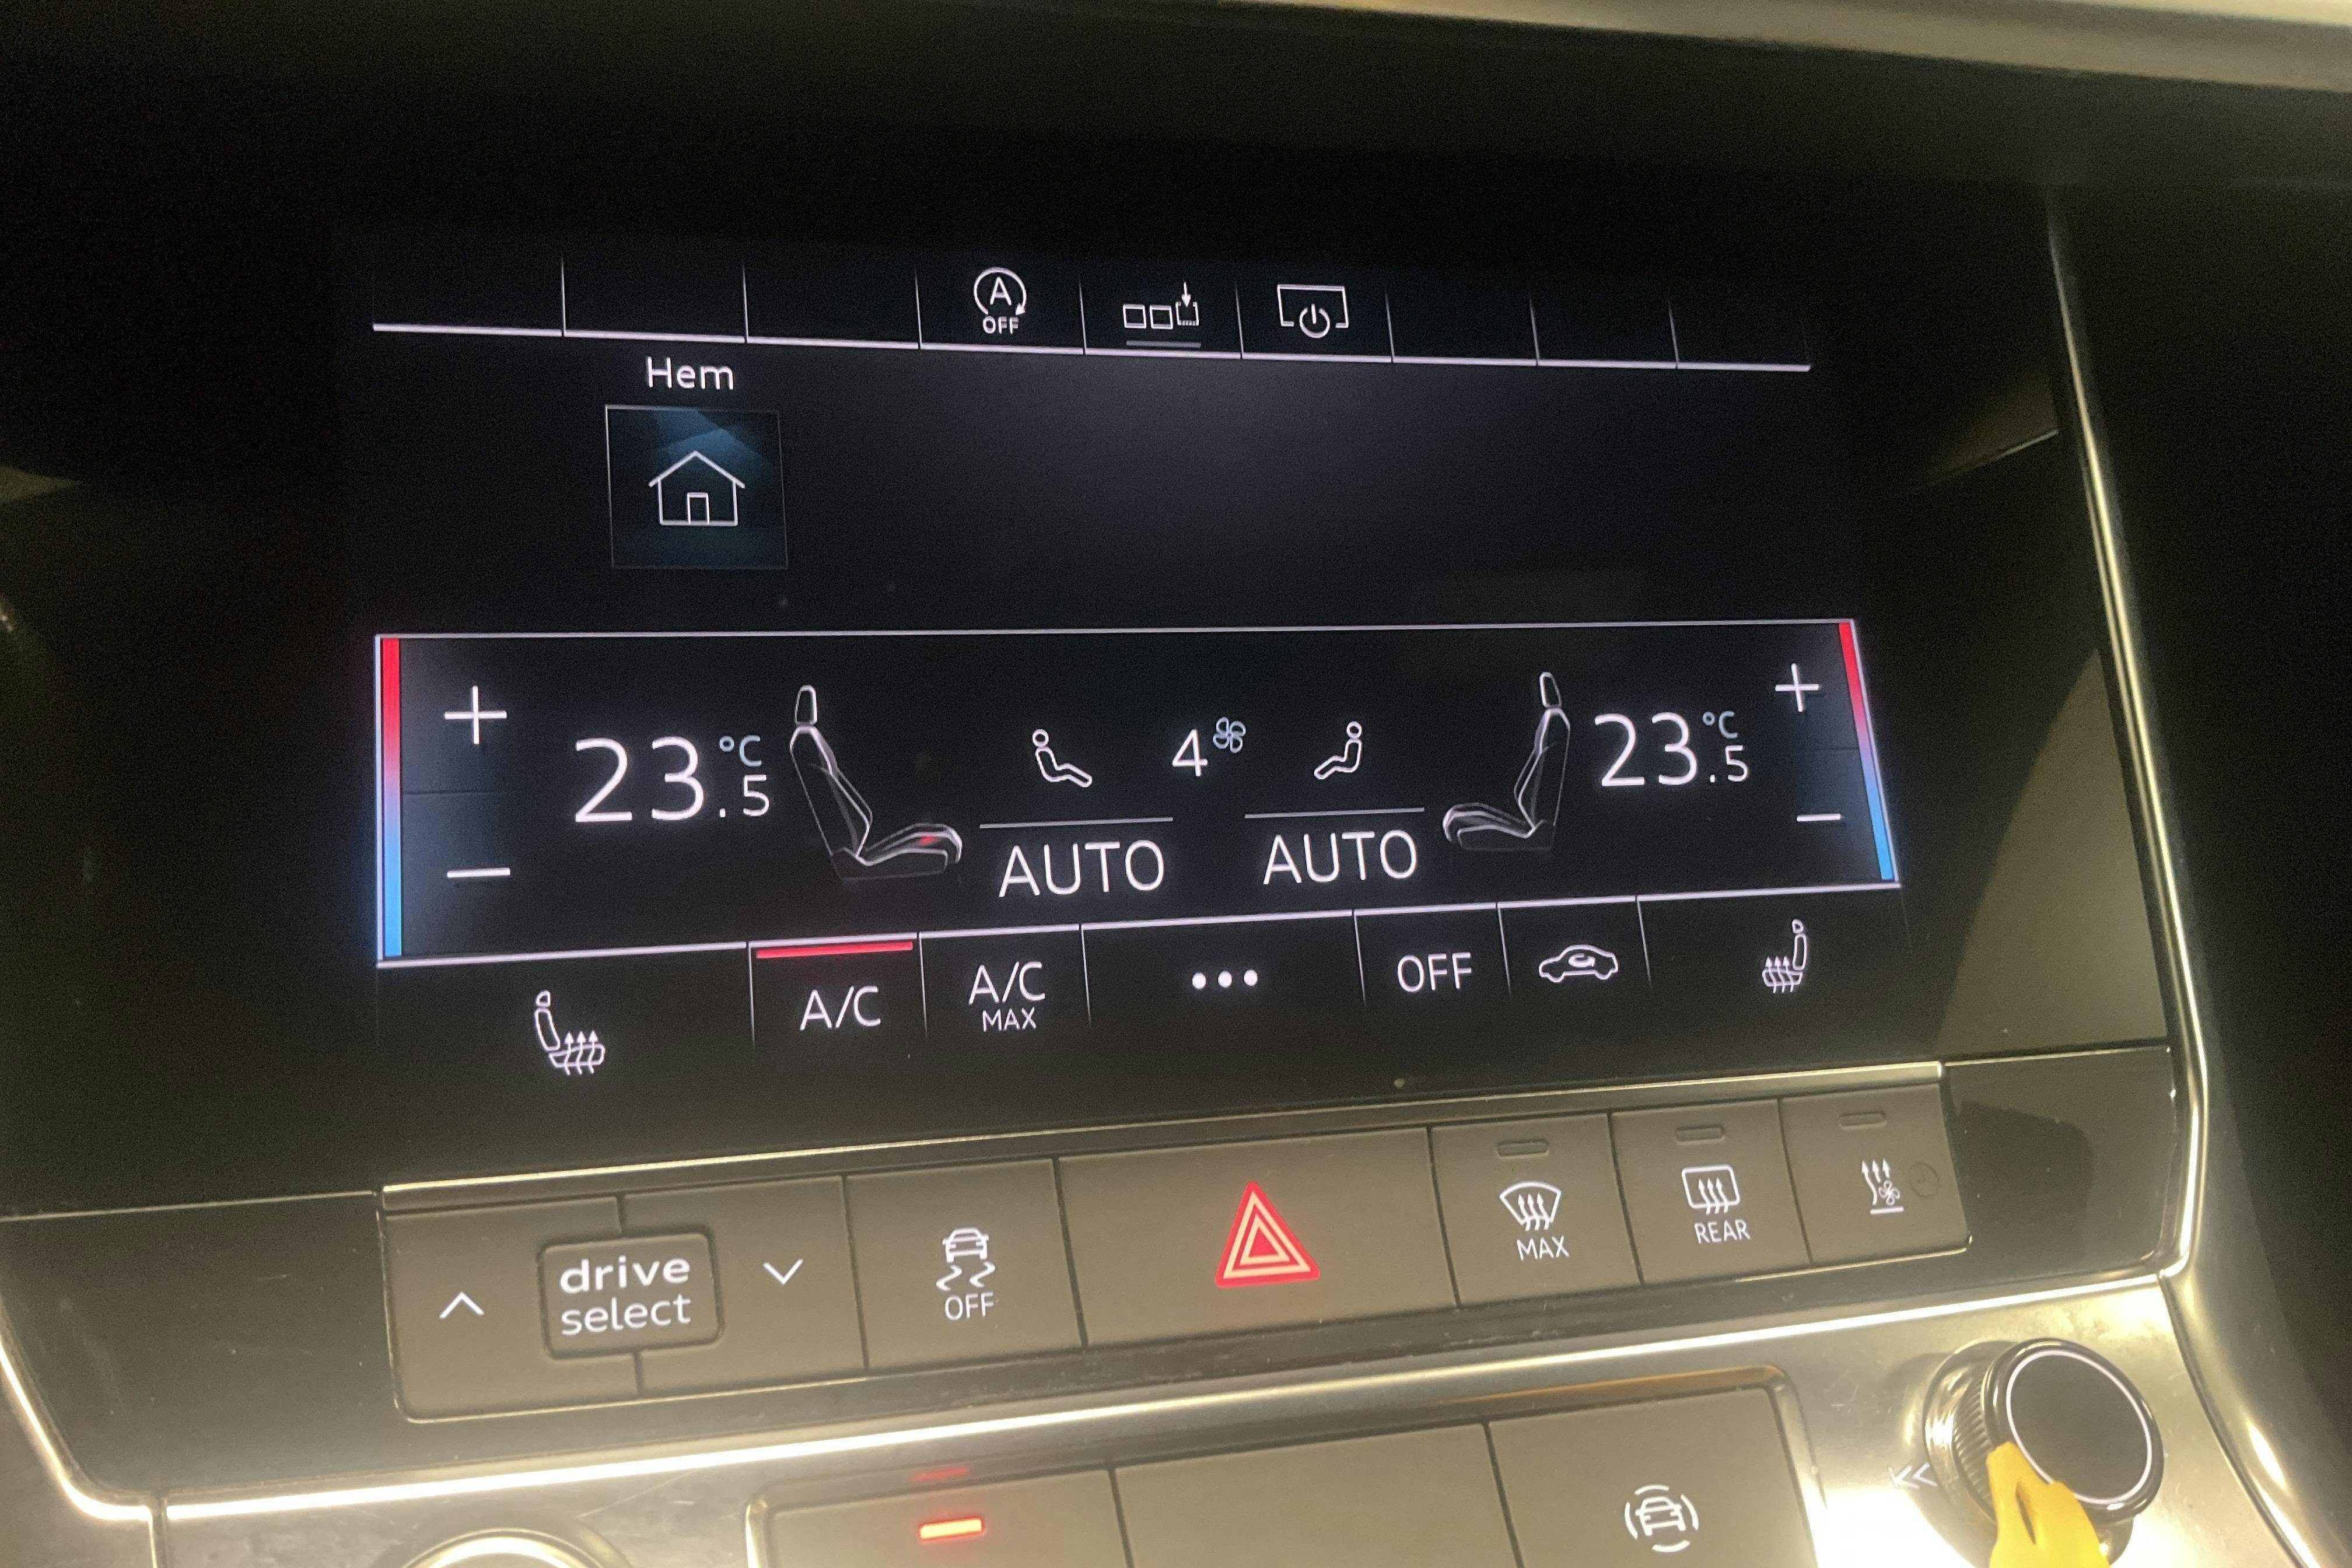 A
OFF
Hem
23.5 °C
4
23.5 °C
AUTO
AUTO
A/C
A/C
MAX
OFF
drive
select
OFF
MAX
REAR